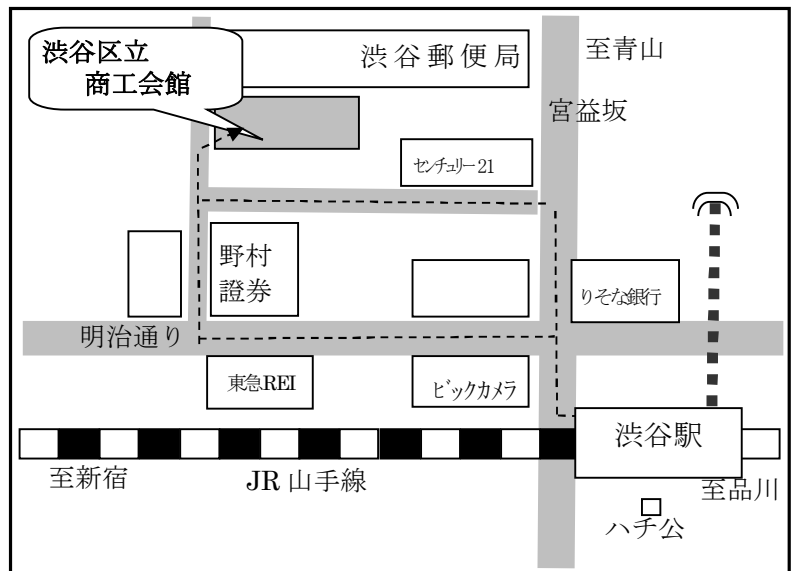 渋谷区立
商工会館
渋谷郵便局
至青山
宮益坂
センチュリー21
野村
證券
りそな銀行
明治通り
東急REI
ビックカメラ
渋谷駅
至新宿
JR 山手線
至品川
ハチ公